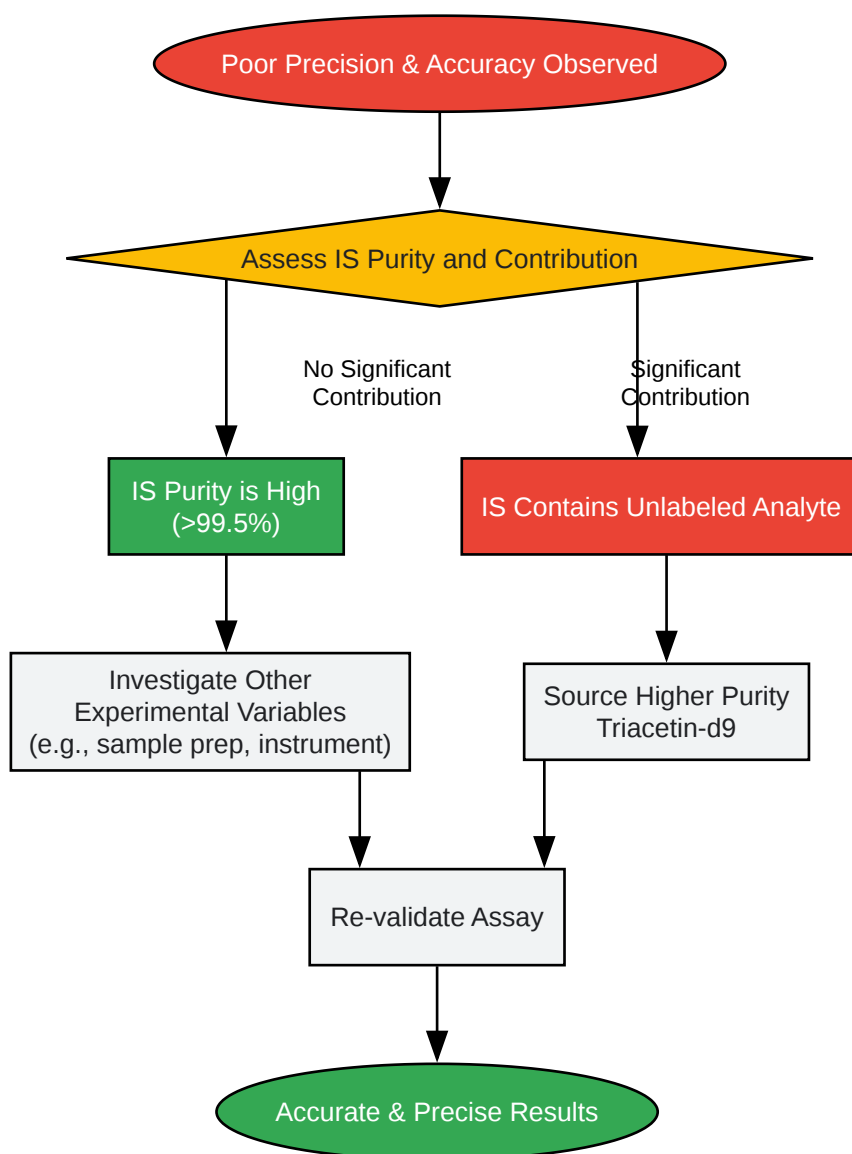 Poor Precision & Accuracy Observed
Assess IS Purity and Contribution
No Significant
Contribution
Significant
Contribution
IS Purity is High
(>99.5%)
IS Contains Unlabeled Analyte
Investigate Other
Experimental Variables
(e.g., sample prep, instrument)
Source Higher Purity
Triacetin-d9
Re-validate Assay
Accurate & Precise Results